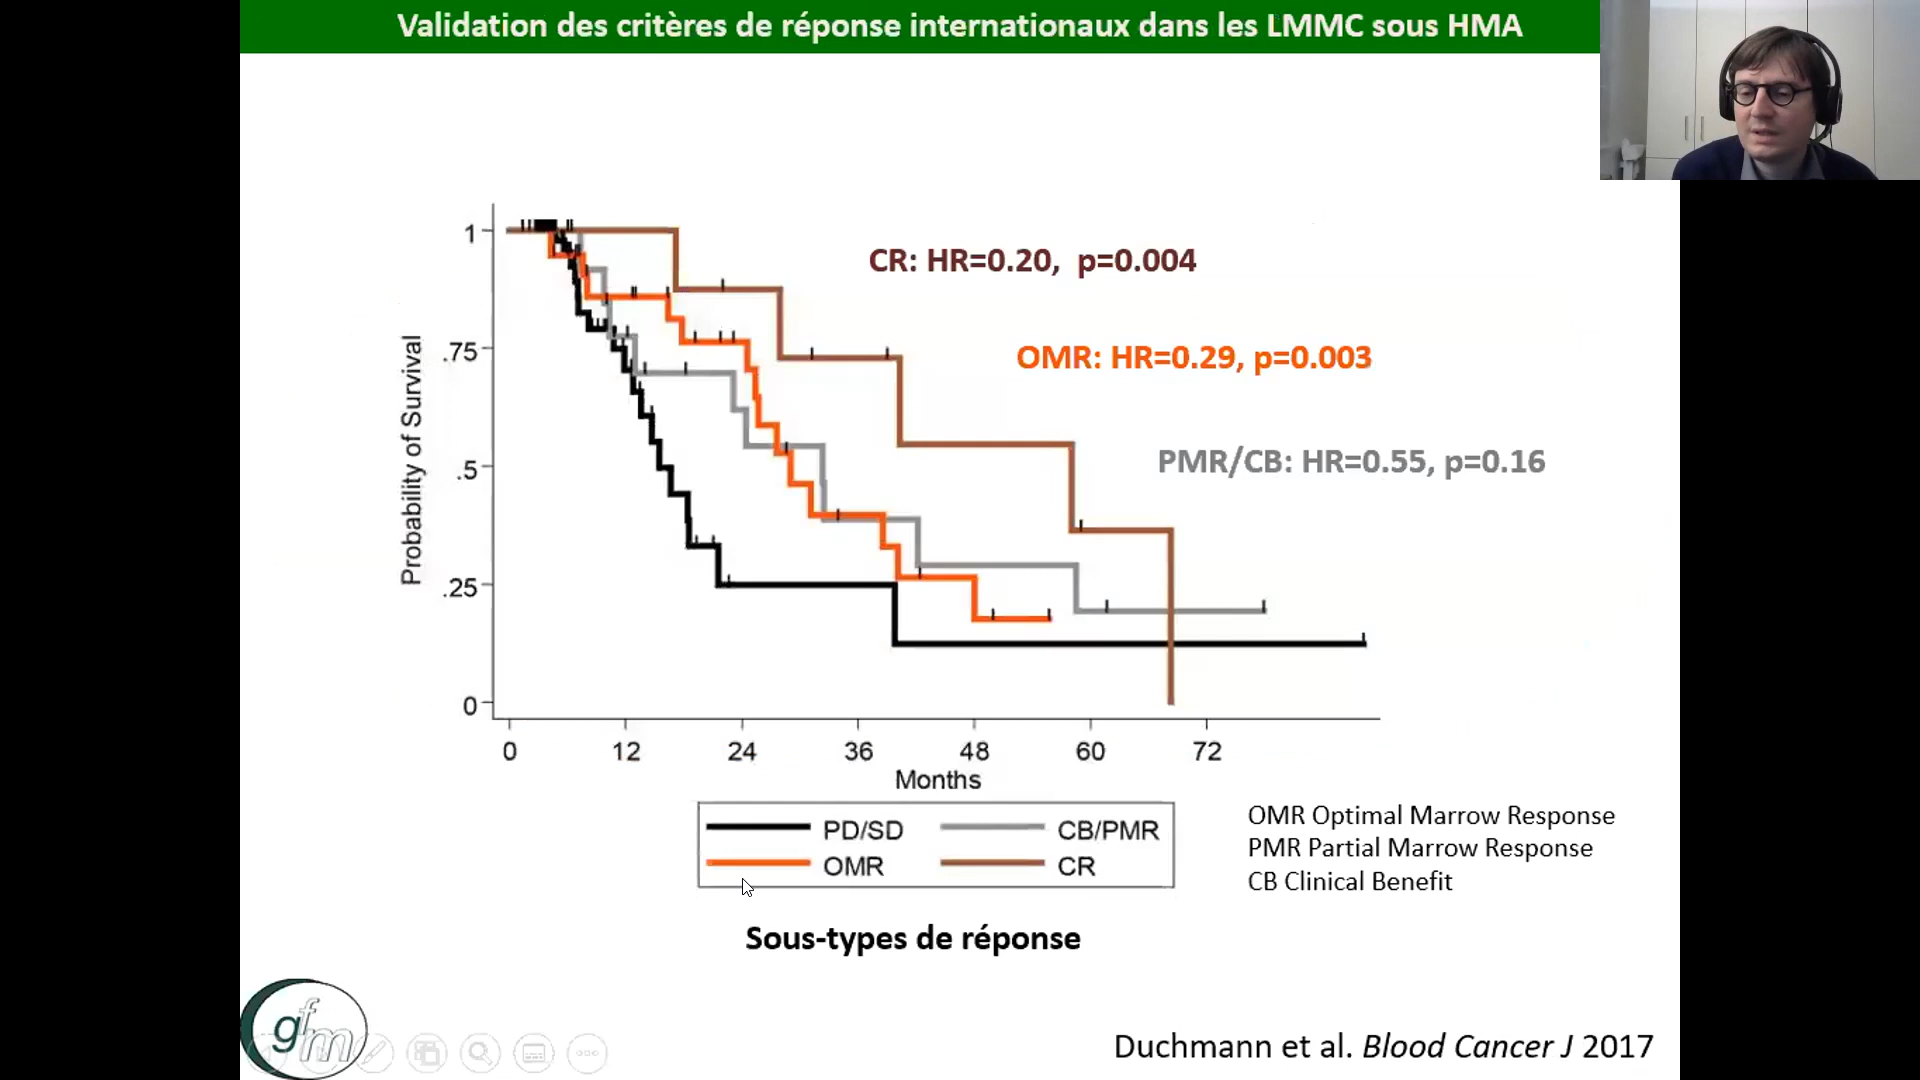 Validation des critères de réponse internationaux dans les LMMC sous HMA
CR: HR=0.20, p=0.004
OMR: HR=0.29, p=0.003
PMR/CB: HR=0.55, p=0.16
Probability of Survival
1
.75
.5
.25
0
0 12 24 36 48 60 72
Months
PD/SD CB/PMR
OMR CR
OMR Optimal Marrow Response
PMR Partial Marrow Response
CB Clinical Benefit
Sous-types de réponse
gfm
Duchmann et al. Blood Cancer J 2017